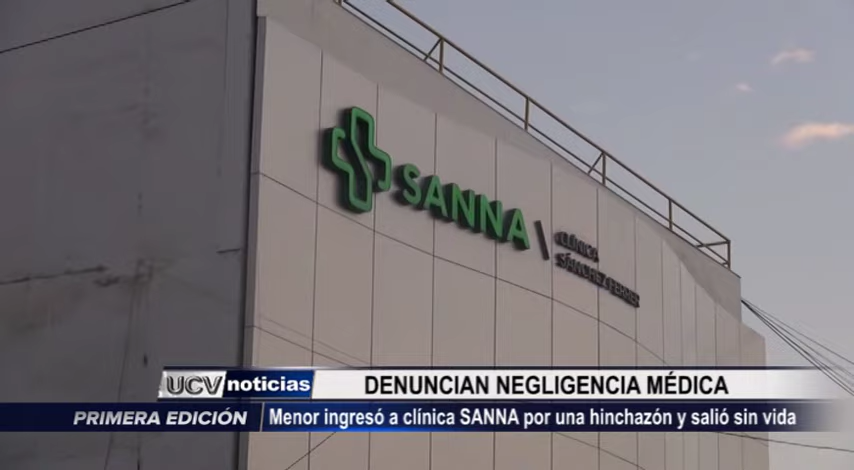 SANNA
CLÍNICA
SÁNCHEZ FERRER
UCV noticias
DENUNCIAN NEGLIGENCIA MÉDICA
PRIMERA EDICIÓN
Menor ingresó a clínica SANNA por una hinchazón y salió sin vida